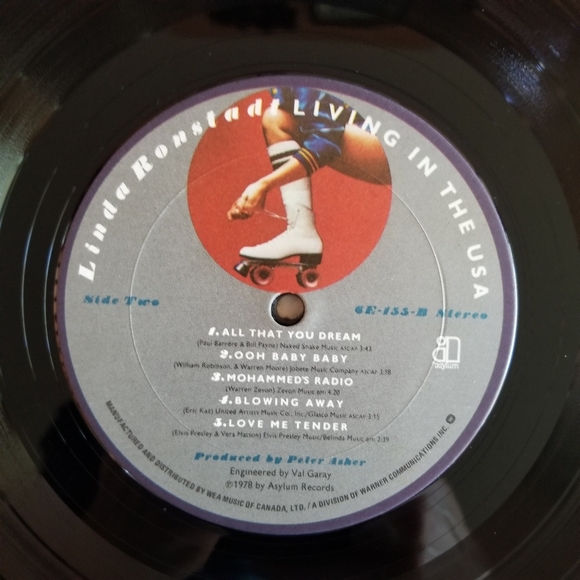 Linda Ronstadt LIVING IN THE USA
Side Two
6E-155-B Stereo
1. ALL THAT YOU DREAM
(Paul Barrère & Bill Payne) Naked Snake Music ASCAP 3:43
2. OOH BABY BABY
(William Robinson, & Warren Moore) Jobete Music Company ASCAP 3:18
3. MOHAMMED'S RADIO
(Warren Zevon) Zevon Music BMI 4:20
4. BLOWING AWAY
(Eric Kaz) United Artists Music Co., Inc./Glasco Music ASCAP 3:15
5. LOVE ME TENDER
(Elvis Presley & Vera Matson) Elvis Presley Music/Belinda Music BMI 2:39
asylum
Produced by Peter Asher
Engineered by Val Garay
℗1978 by Asylum Records
MANUFACTURED AND DISTRIBUTED BY WEA MUSIC OF CANADA, LTD. / A DIVISION OF WARNER COMMUNICATIONS INC.